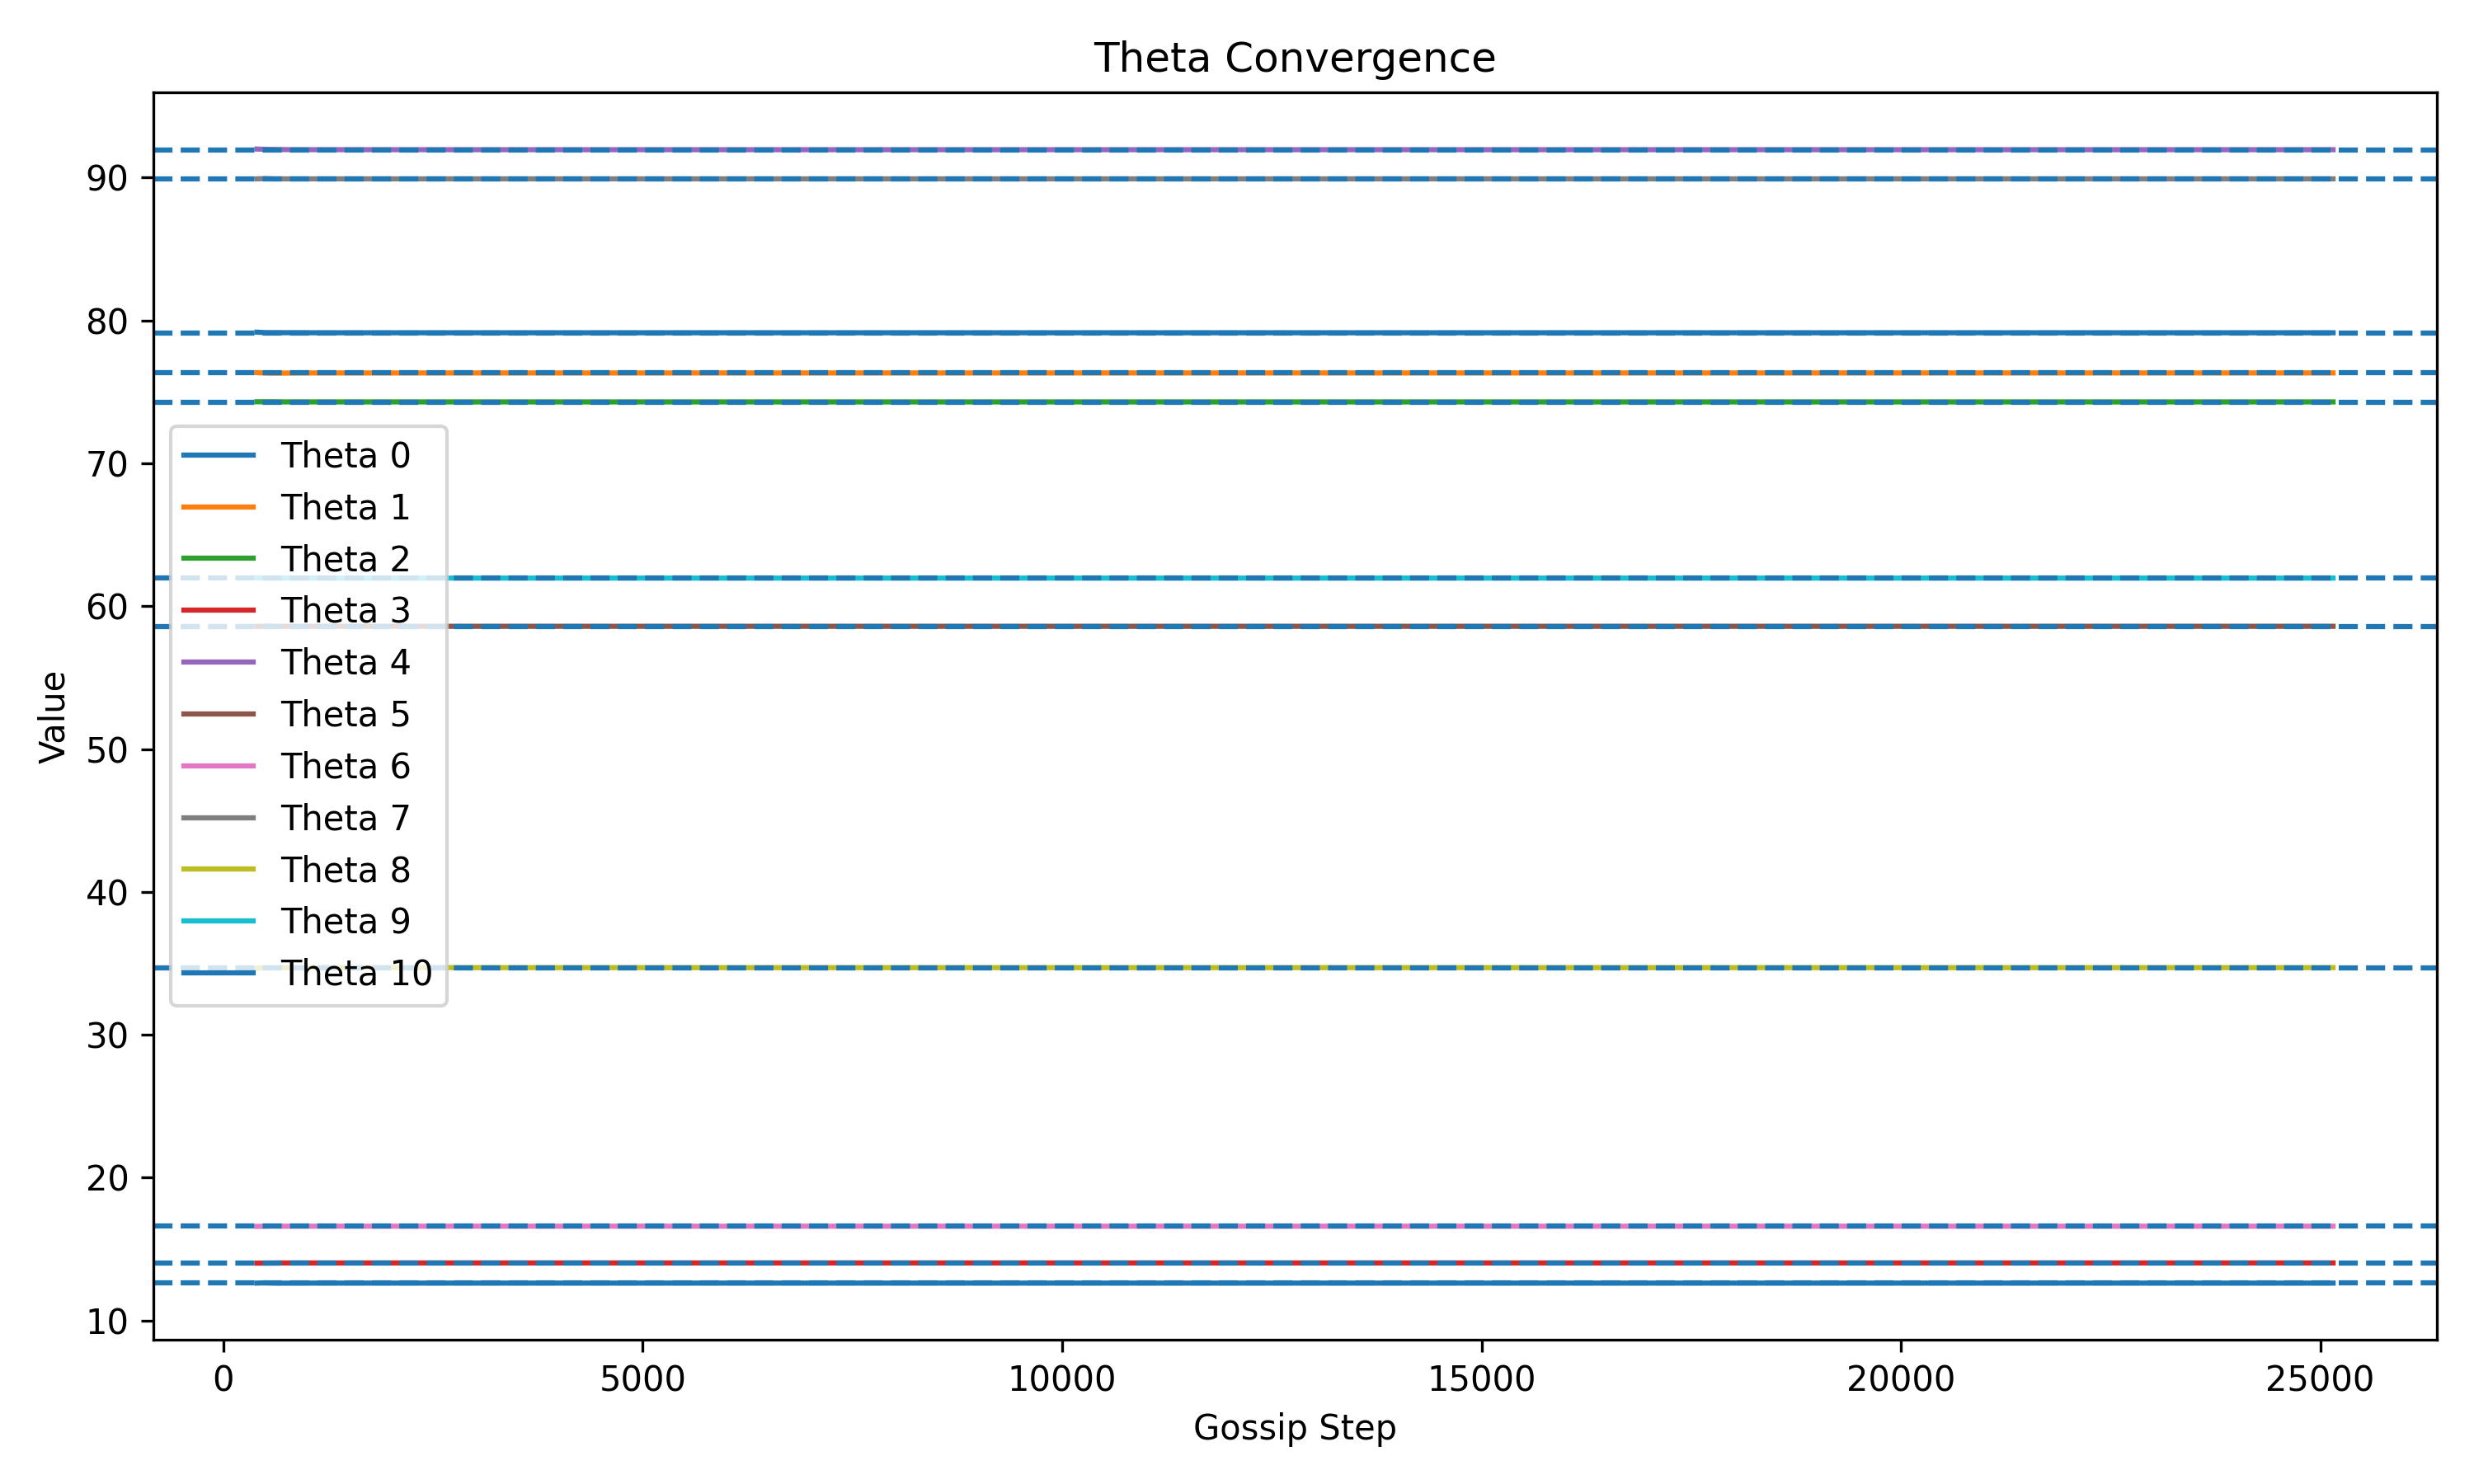 Theta Convergence
Value
90
80
70
60
50
40
30
20
10
Theta 0
Theta 1
Theta 2
Theta 3
Theta 4
Theta 5
Theta 6
Theta 7
Theta 8
Theta 9
Theta 10
0 5000 10000 15000 20000 25000
Gossip Step